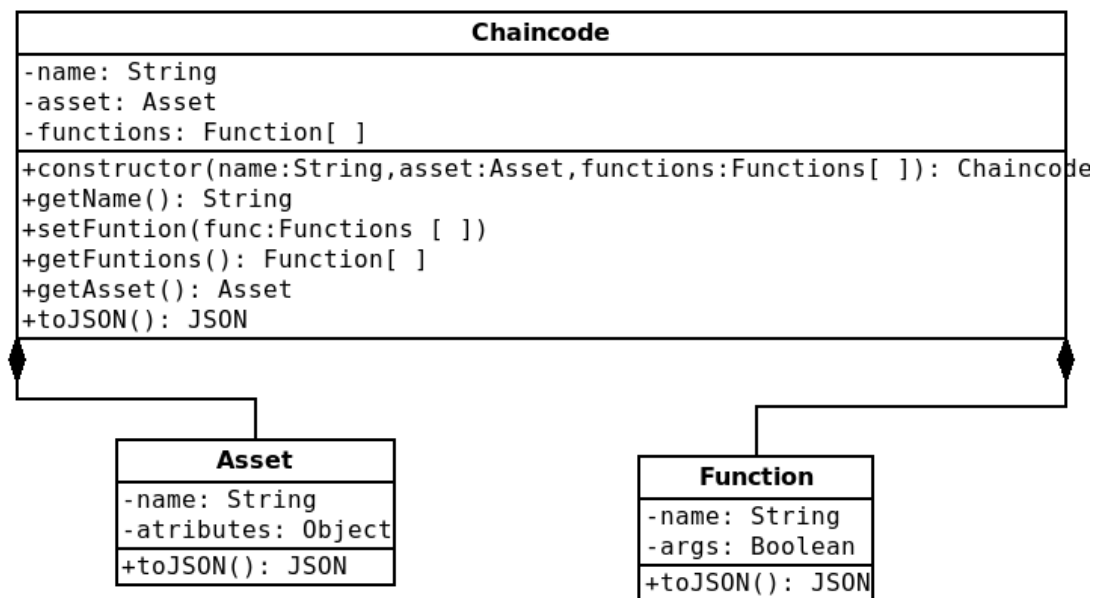 Chaincode
-name: String
-asset: Asset
-functions: Function[ ]
+constructor(name:String,asset:Asset,functions:Functions[ ]): Chaincode
+getName(): String
+setFuntion(func:Functions [ ])
+getFuntions(): Function[ ]
+getAsset(): Asset
+toJSON(): JSON
Asset
-name: String
-atributes: Object
+toJSON(): JSON
Function
-name: String
-args: Boolean
+toJSON(): JSON